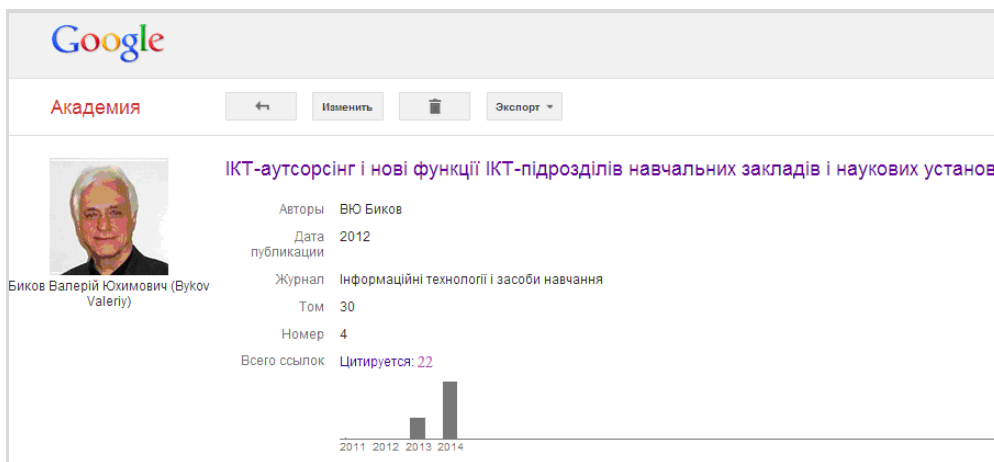 Google
Академия
Изменить
Экспорт
ІКТ-аутсорсінг і нові функції ІКТ-підрозділів навчальних закладів і наукових установ
Авторы ВЮ Биков
Дата публикации 2012
Журнал Інформаційні технології і засоби навчання
Том 30
Номер 4
Всего ссылок Цитируется: 22
2011 2012 2013 2014
Биков Валерій Юхимович (Bykov
Valeriy)